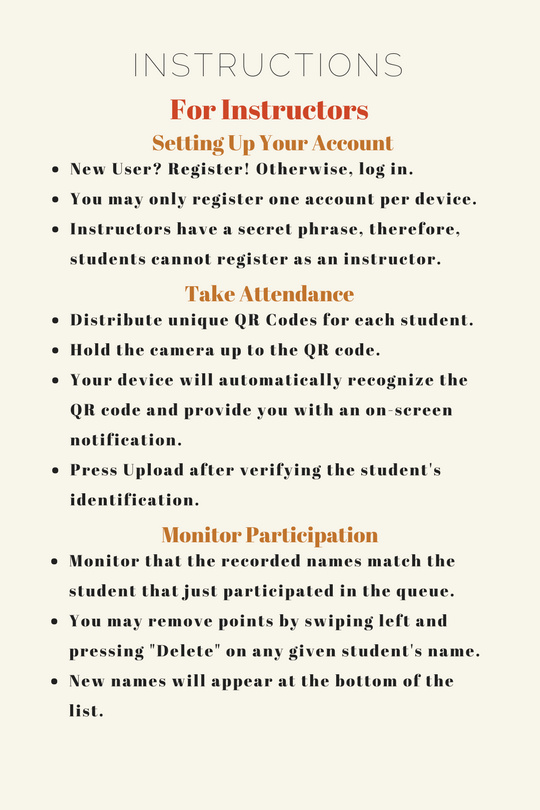 INSTRUCTIONS
For Instructors
Setting Up Your Account
• New User? Register! Otherwise, log in.
• You may only register one account per device.
• Instructors have a secret phrase, therefore,
students cannot register as an instructor.
Take Attendance
• Distribute unique QR Codes for each student.
• Hold the camera up to the QR code.
• Your device will automatically recognize the
QR code and provide you with an on-screen
notification.
• Press Upload after verifying the student's
identification.
Monitor Participation
• Monitor that the recorded names match the
student that just participated in the queue.
• You may remove points by swiping left and
pressing "Delete" on any given student's name.
• New names will appear at the bottom of the
list.